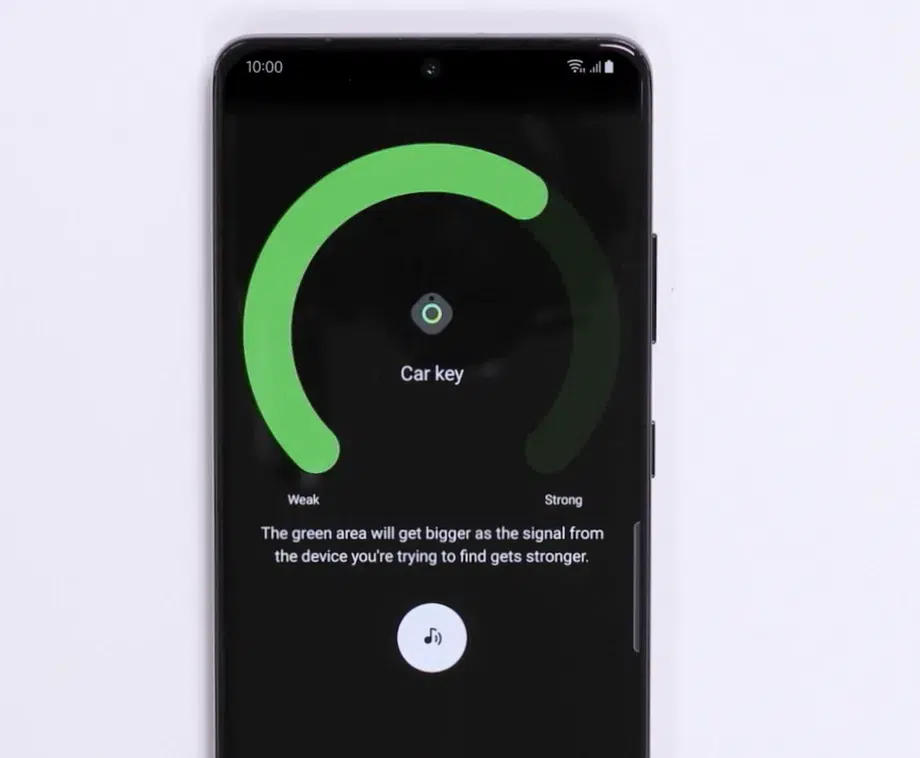 10:00
Car key
Weak
Strong
The green area will get bigger as the signal from
the device you're trying to find gets stronger.